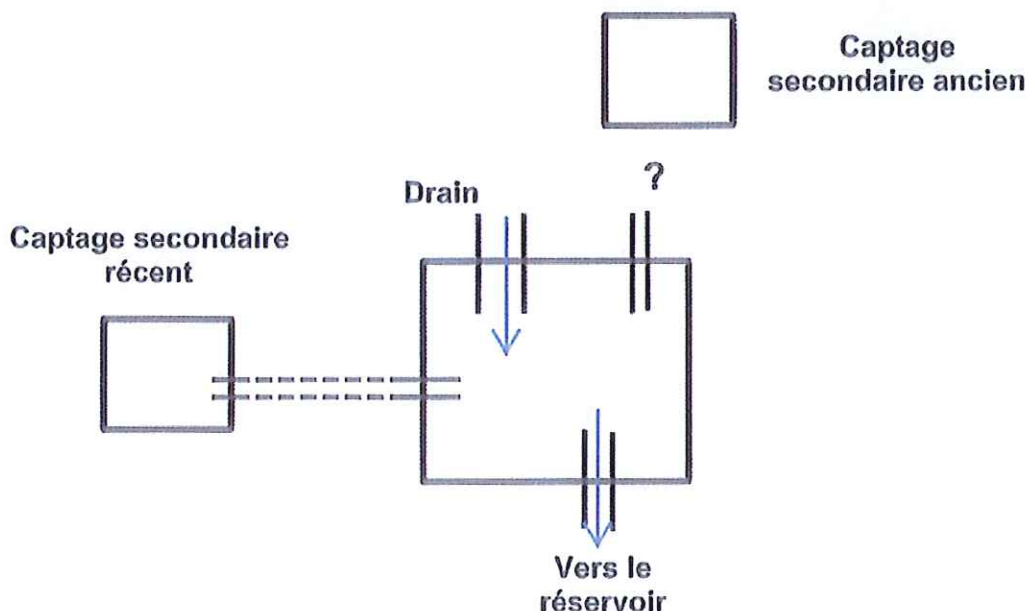 Captage
secondaire ancien
?
Drain
Captage secondaire
récent
Vers le
réservoir